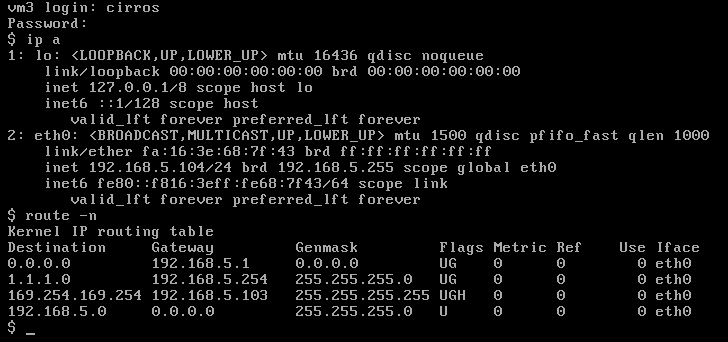 vm3 login: cirros
Password:
$ ip a
1: lo: <LOOPBACK,UP,LOWER_UP> mtu 16436 qdisc noqueue
    link/loopback 00:00:00:00:00:00 brd 00:00:00:00:00:00
    inet 127.0.0.1/8 scope host lo
    inet6 ::1/128 scope host
       valid_lft forever preferred_lft forever
2: eth0: <BROADCAST,MULTICAST,UP,LOWER_UP> mtu 1500 qdisc pfifo_fast qlen 1000
    link/ether fa:16:3e:68:7f:43 brd ff:ff:ff:ff:ff:ff
    inet 192.168.5.104/24 brd 192.168.5.255 scope global eth0
    inet6 fe80::f816:3eff:fe68:7f43/64 scope link
       valid_lft forever preferred_lft forever
$ route -n
Kernel IP routing table
Destination     Gateway         Genmask         Flags Metric Ref    Use Iface
0.0.0.0         192.168.5.1     0.0.0.0         UG    0      0        0 eth0
1.1.1.0         192.168.5.254   255.255.255.0   UG    0      0        0 eth0
169.254.169.254 192.168.5.103   255.255.255.255 UGH   0      0        0 eth0
192.168.5.0     0.0.0.0         255.255.255.0   U     0      0        0 eth0
$ _